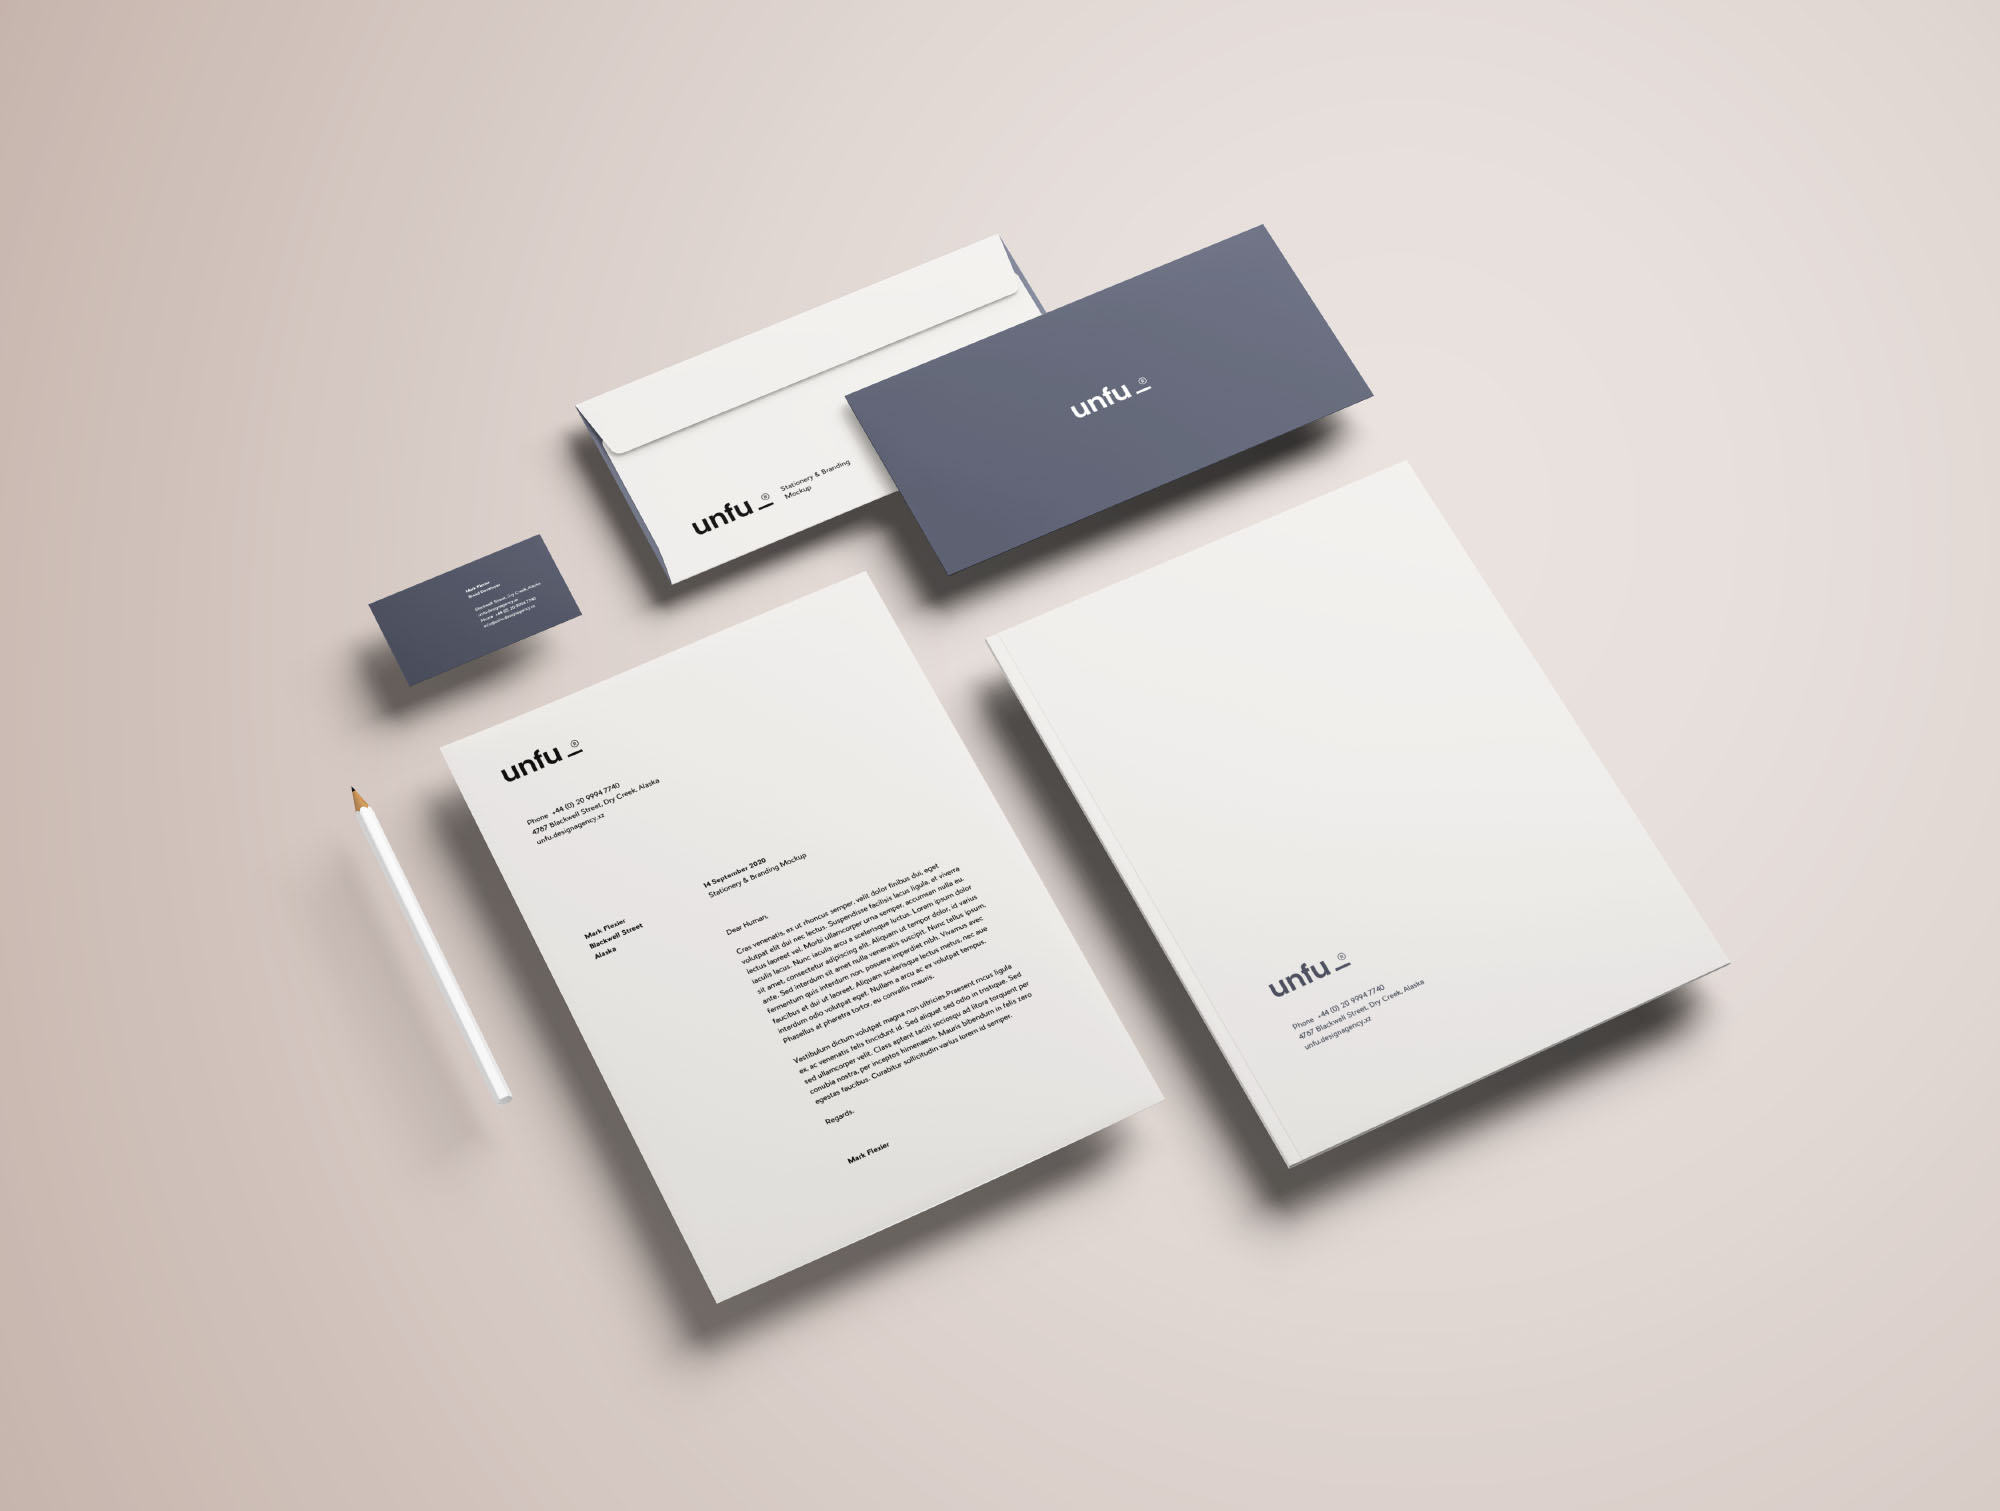 unfu_®
Stationery & Branding
Mockup
unfu_®
Mark Flexier
Brand Developer
Blackwell Street, Dry Creek, Alaska
Phone +44 (0) 20 9994 7740
unfu_®
Phone +44 (0) 20 9994 7740
4767 Blackwell Street, Dry Creek, Alaska
unfu.designagency.xz
14 September 2020
Stationery & Branding Mockup
Mark Flexier
Blackwell Street
Alaska
Dear Human,
Cras venenatis, ex ut rhoncus semper, velit dolor finibus dui, eget
volutpat elit dui nec lectus. Suspendisse facilisis lacus ligula, et viverra
lectus laoreet vel. Morbi ullamcorper urna semper, accumsan nulla eu,
iaculis lacus. Nunc iaculis arcu a scelerisque luctus. Lorem ipsum dolor
sit amet, consectetur adipiscing elit. Aliquam ut tempor dolor, id varius
ante. Sed interdum sit amet nulla venenatis suscipit. Nunc tellus ipsum,
fermentum quis interdum non, posuere imperdiet nibh. Vivamus avec
faucibus et dui ut laoreet. Aliquam scelerisque lectus metus, nec aue
interdum odio volutpat eget. Nullam a arcu ac ex volutpat tempus.
Phasellus at pharetra tortor, eu convallis mauris.
Vestibulum dictum volutpat magna non ultricies.Praesent rncus ligula
ex, ac venenatis felis tincidunt id. Sed aliquet sed odio in tristique. Sed
sed ullamcorper velit. Class aptent taciti sociosqu ad litora torquent per
conubia nostra, per inceptos himenaeos. Mauris bibendum in felis zero
egestas faucibus. Curabitur sollicitudin varius lorem id semper.
Regards,
Mark Flexier
unfu_®
Phone +44 (0) 20 9994 7740
4767 Blackwell Street, Dry Creek, Alaska
unfu.designagency.xz